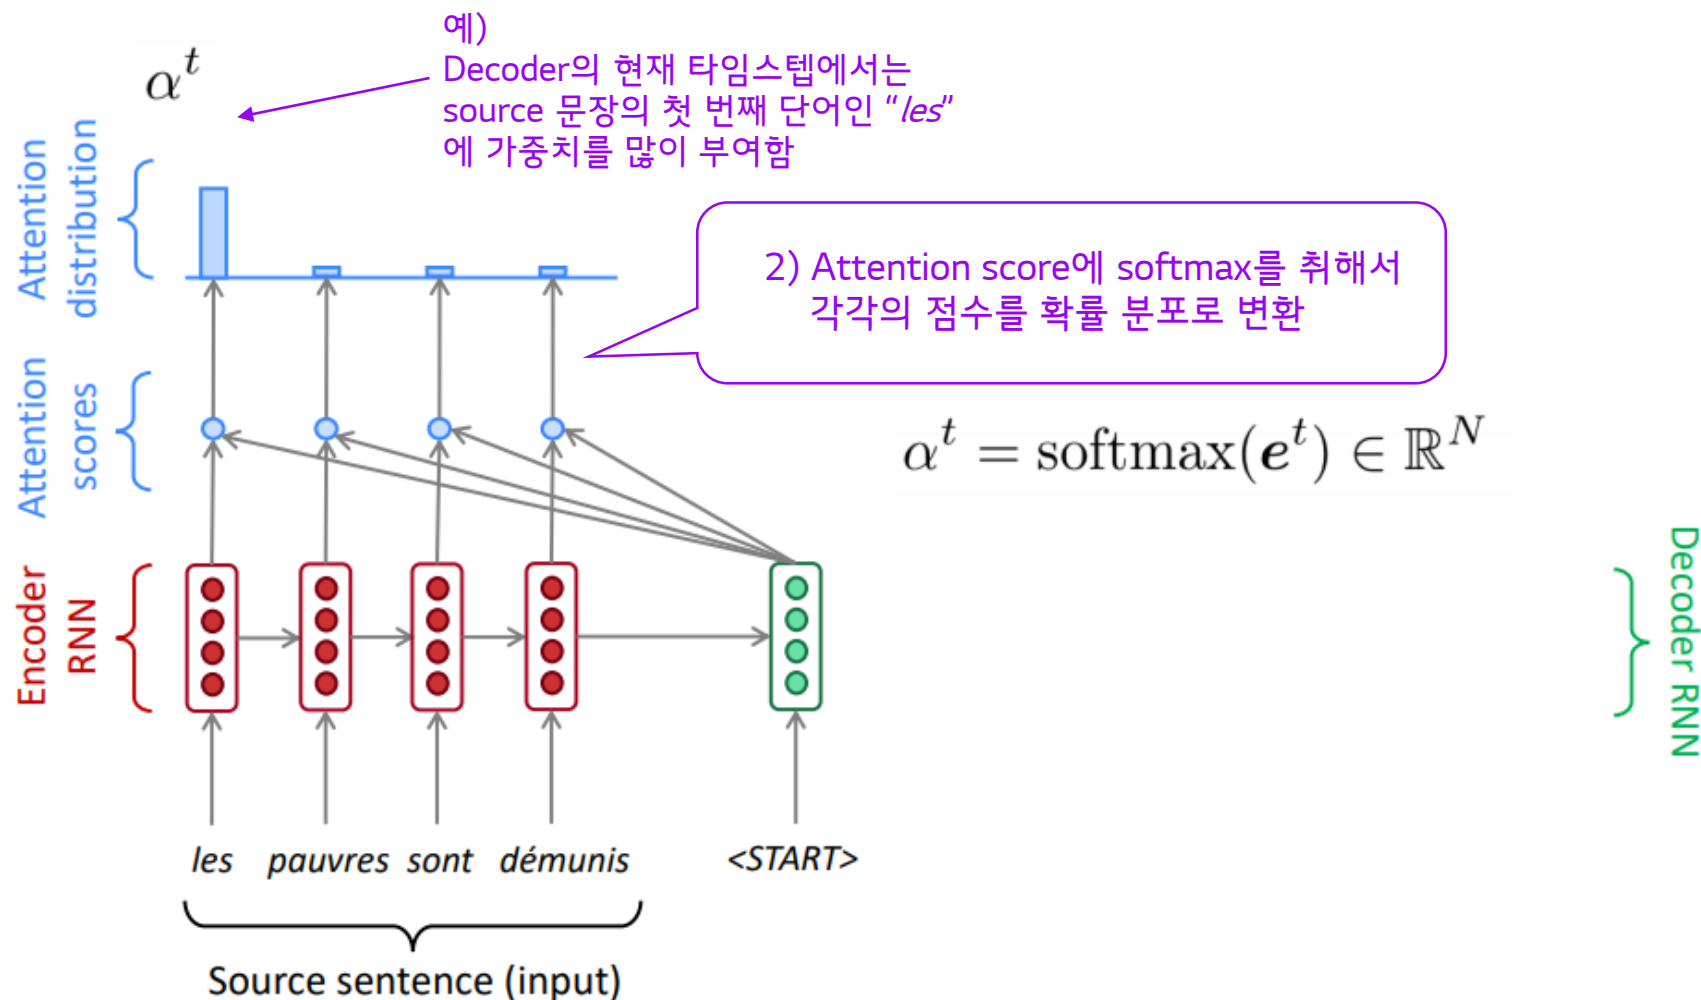 예)
Decoder의 현재 타임스텝에서는
source 문장의 첫 번째 단어인 “les”
에 가중치를 많이 부여함
α^t
Attention
distribution
2) Attention score에 softmax를 취해서
각각의 점수를 확률 분포로 변환
Attention
scores
α^t = softmax(e^t) ∈ ℝ^N
Encoder
RNN
Decoder RNN
les pauvres sont démunis <START>
Source sentence (input)